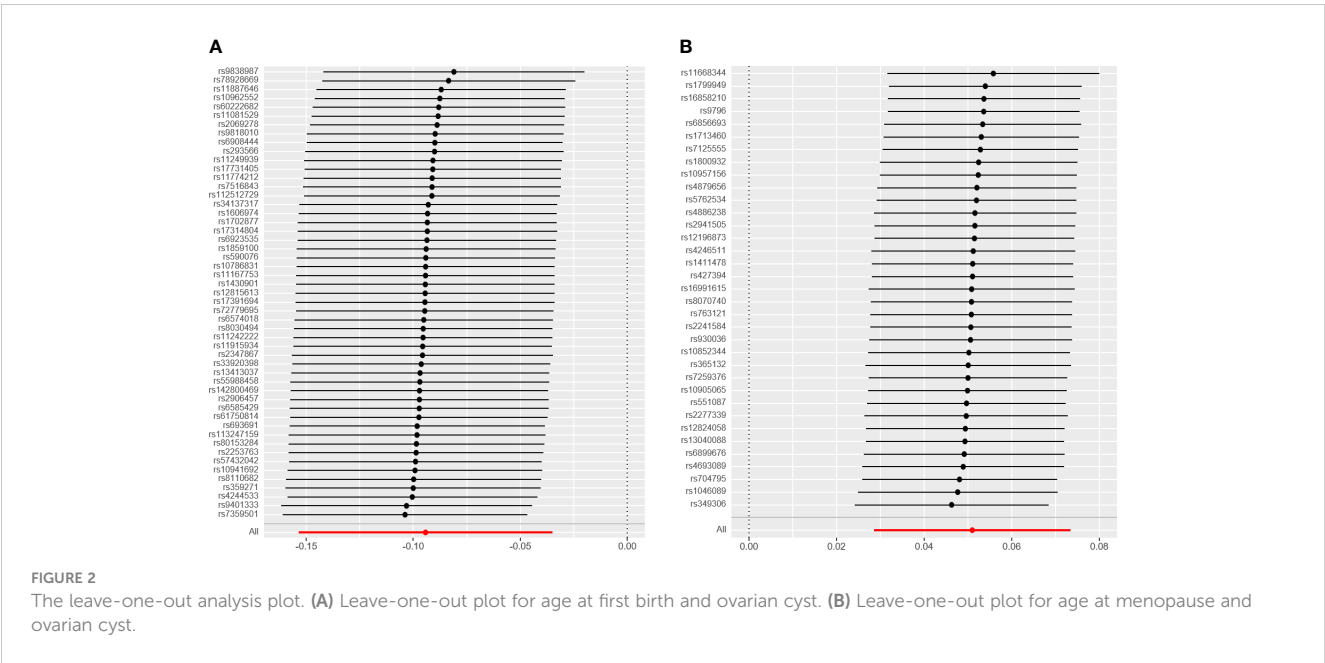 A
rs9838987
rs78928669
rs11887646
rs10962552
rs60222682
rs11081529
rs2069278
rs9818010
rs6908444
rs293566
rs11249939
rs17731405
rs11774212
rs7516843
rs112512729
rs34137317
rs1606974
rs1702877
rs17314804
rs6923535
rs1859100
rs590076
rs10786831
rs11167753
rs1430901
rs12815613
rs17391694
rs72779695
rs6574018
rs8030494
rs11242222
rs11915934
rs2347867
rs33920398
rs13413037
rs55988458
rs142800469
rs2906457
rs6585429
rs61750814
rs693691
rs113247159
rs80153284
rs2253763
rs57432042
rs10941692
rs8110682
rs359271
rs4244533
rs9401333
rs7359501
All
-0.15 -0.10 -0.05 0.00
B
rs11668344
rs1799949
rs16858210
rs9796
rs6856693
rs1713460
rs7125555
rs1800932
rs10957156
rs4879656
rs5762534
rs4886238
rs2941505
rs12196873
rs4246511
rs1411478
rs427394
rs16991615
rs8070740
rs763121
rs2241584
rs930036
rs10852344
rs365132
rs7259376
rs10905065
rs551087
rs2277339
rs12824058
rs13040088
rs6899676
rs4693089
rs704795
rs1046089
rs349306
All
0.00 0.02 0.04 0.06 0.08
FIGURE 2
The leave-one-out analysis plot. (A) Leave-one-out plot for age at first birth and ovarian cyst. (B) Leave-one-out plot for age at menopause and
ovarian cyst.